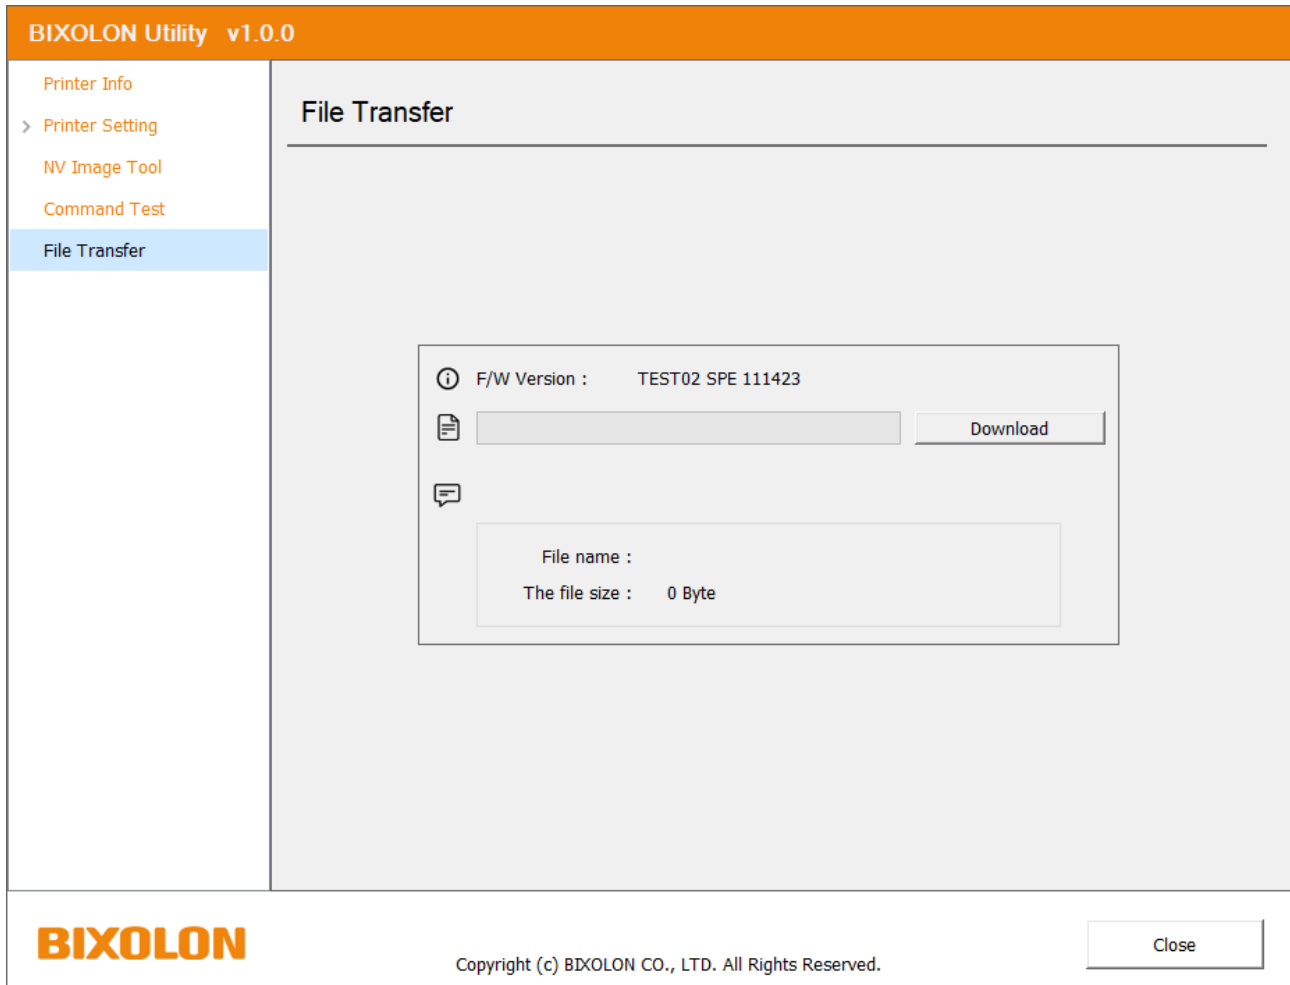 BIXOLON Utility v1.0.0
Printer Info
Printer Setting
NV Image Tool
Command Test
File Transfer
File Transfer
F/W Version : TEST02 SPE 111423
Download
File name :
The file size : 0 Byte
BIXOLON
Copyright (c) BIXOLON CO., LTD. All Rights Reserved.
Close